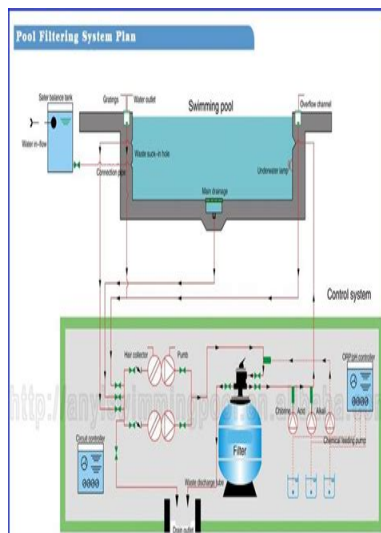 Pool Filtering System Plan
Sater balance tank
Gratings
Water outlet
Overflow channel
Swimming pool
Water in-flow
Waste suck-in hole
Connection pipe
Underwater lamp
Main drainage
Control system
Hair collector
Pumb
ORP/pH controller
Chlorine
Acid
Alkali
Circuit controller
Filter
Chemical feeding pump
Waste discharge tube
Drain outlet